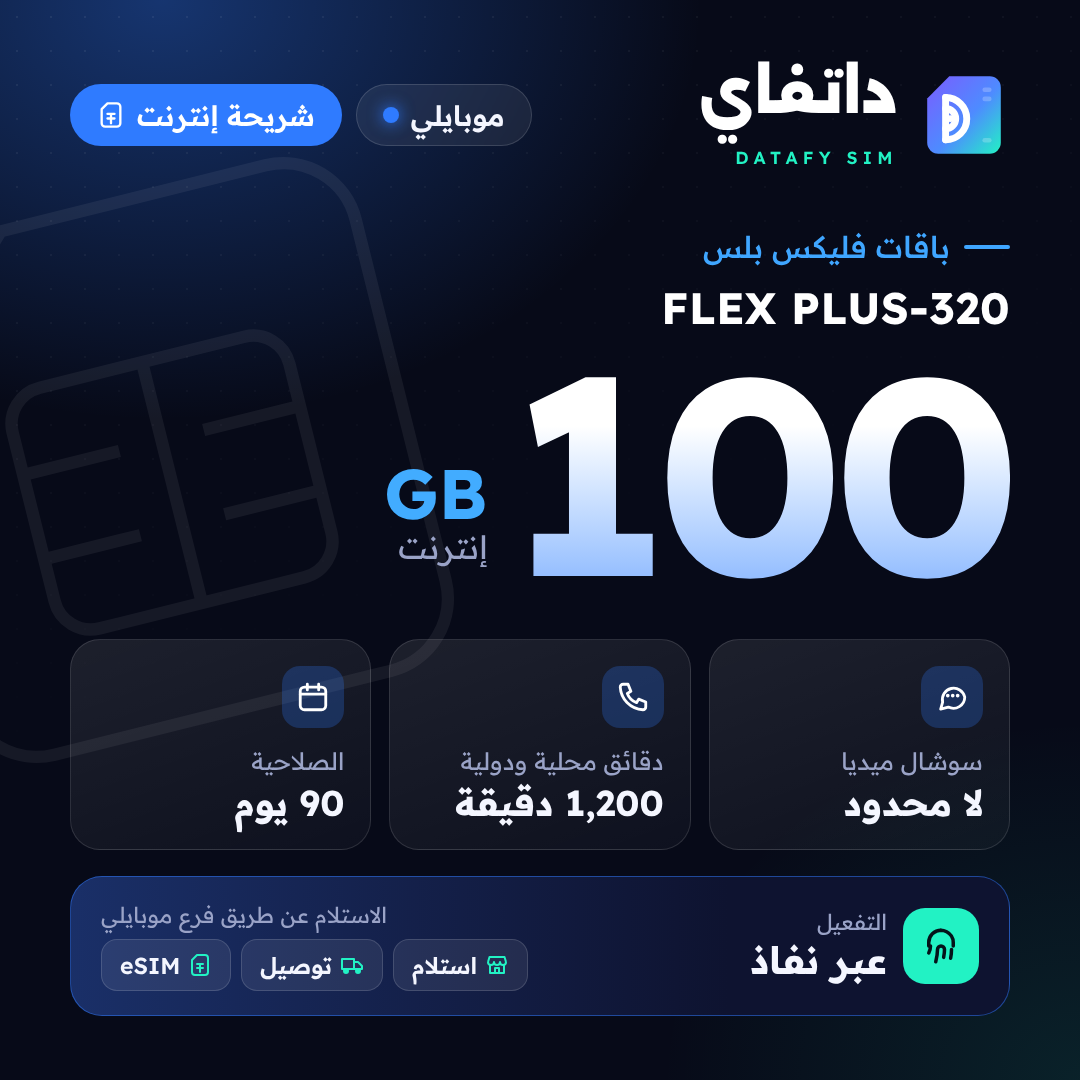 داتفاي
DATAFY SIM
موبايلي
شريحة إنترنت
باقات فليكس بلس
FLEX PLUS-320
100
GB
إنترنت
سوشال ميديا
لا محدود
دقائق محلية ودولية
1,200 دقيقة
الصلاحية
90 يوم
التفعيل
عبر نفاذ
الاستلام عن طريق فرع موبايلي
استلام
توصيل
eSIM